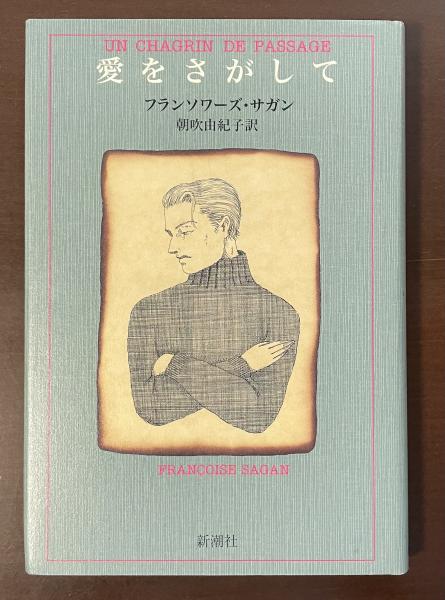 UN CHAGRIN DE PASSAGE
愛をさがして
フランソワーズ・サガン
朝吹由紀子訳
FRANÇOISE SAGAN
新潮社